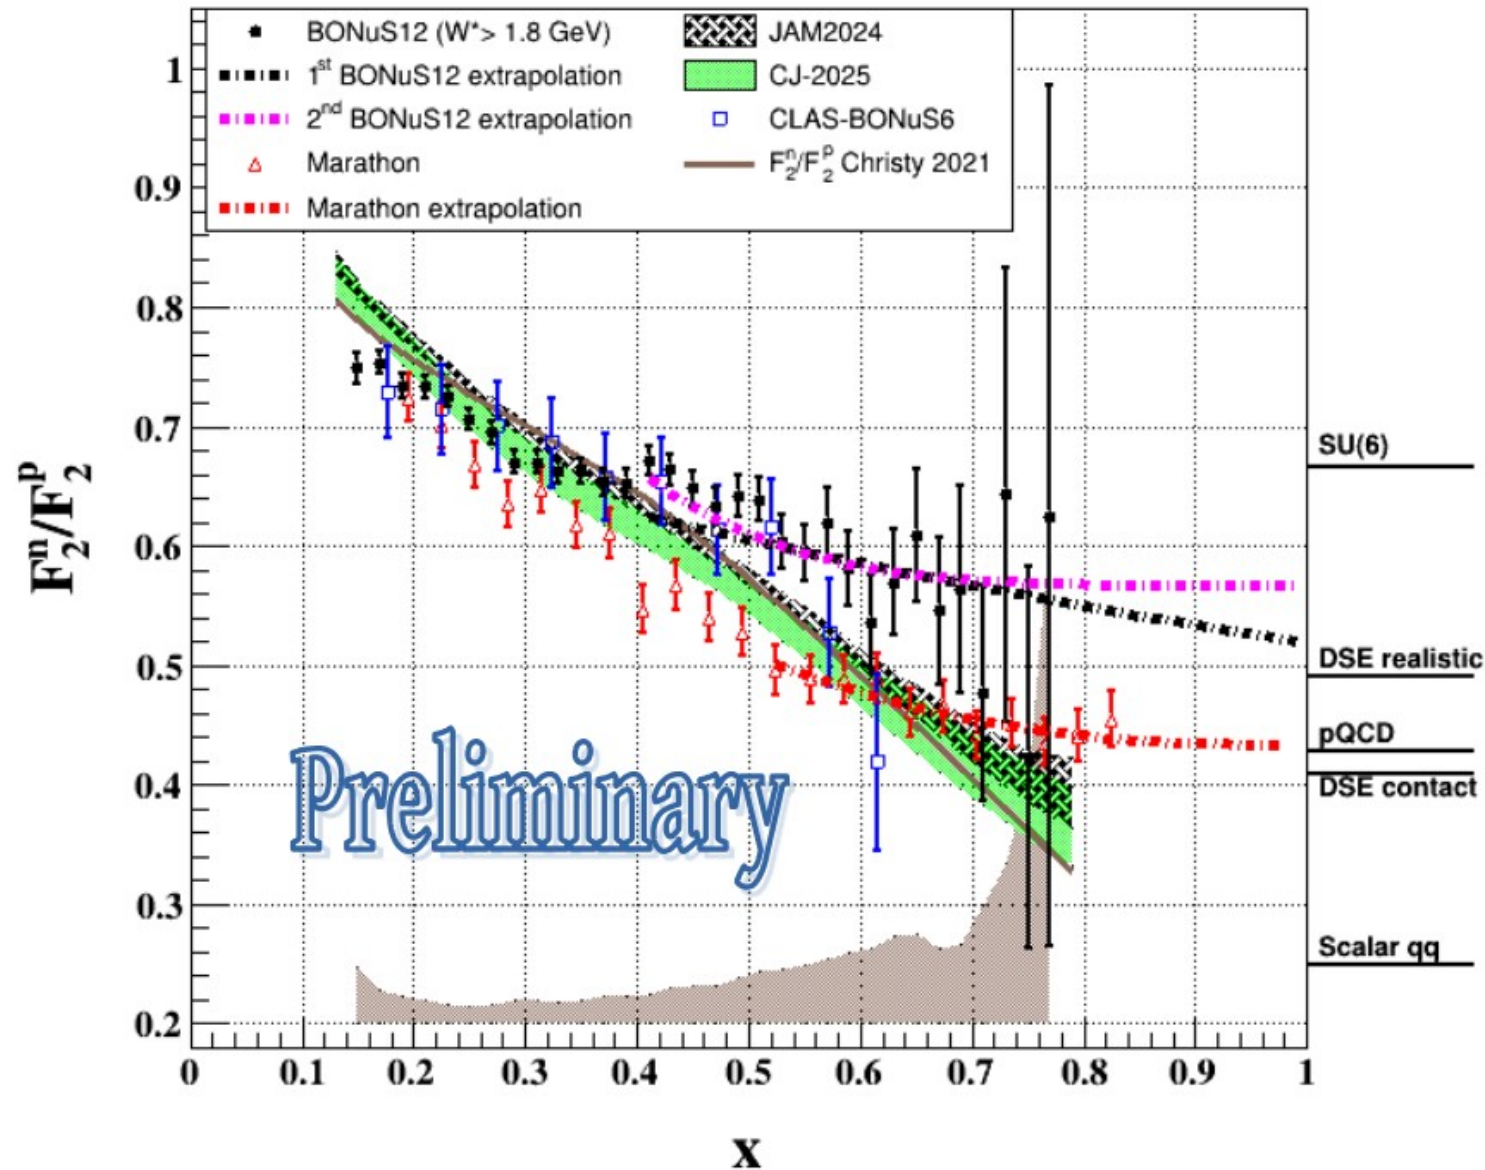 BONuS12 (W*> 1.8 GeV)
1st BONuS12 extrapolation
2nd BONuS12 extrapolation
Marathon
Marathon extrapolation
JAM2024
CJ-2025
CLAS-BONuS6
F2n/F2p Christy 2021
1
0.9
0.8
0.7
0.6
0.5
0.4
0.3
0.2
F2n/F2p
Preliminary
SU(6)
DSE realistic
pQCD
DSE contact
Scalar qq
0 0.1 0.2 0.3 0.4 0.5 0.6 0.7 0.8 0.9 1
x